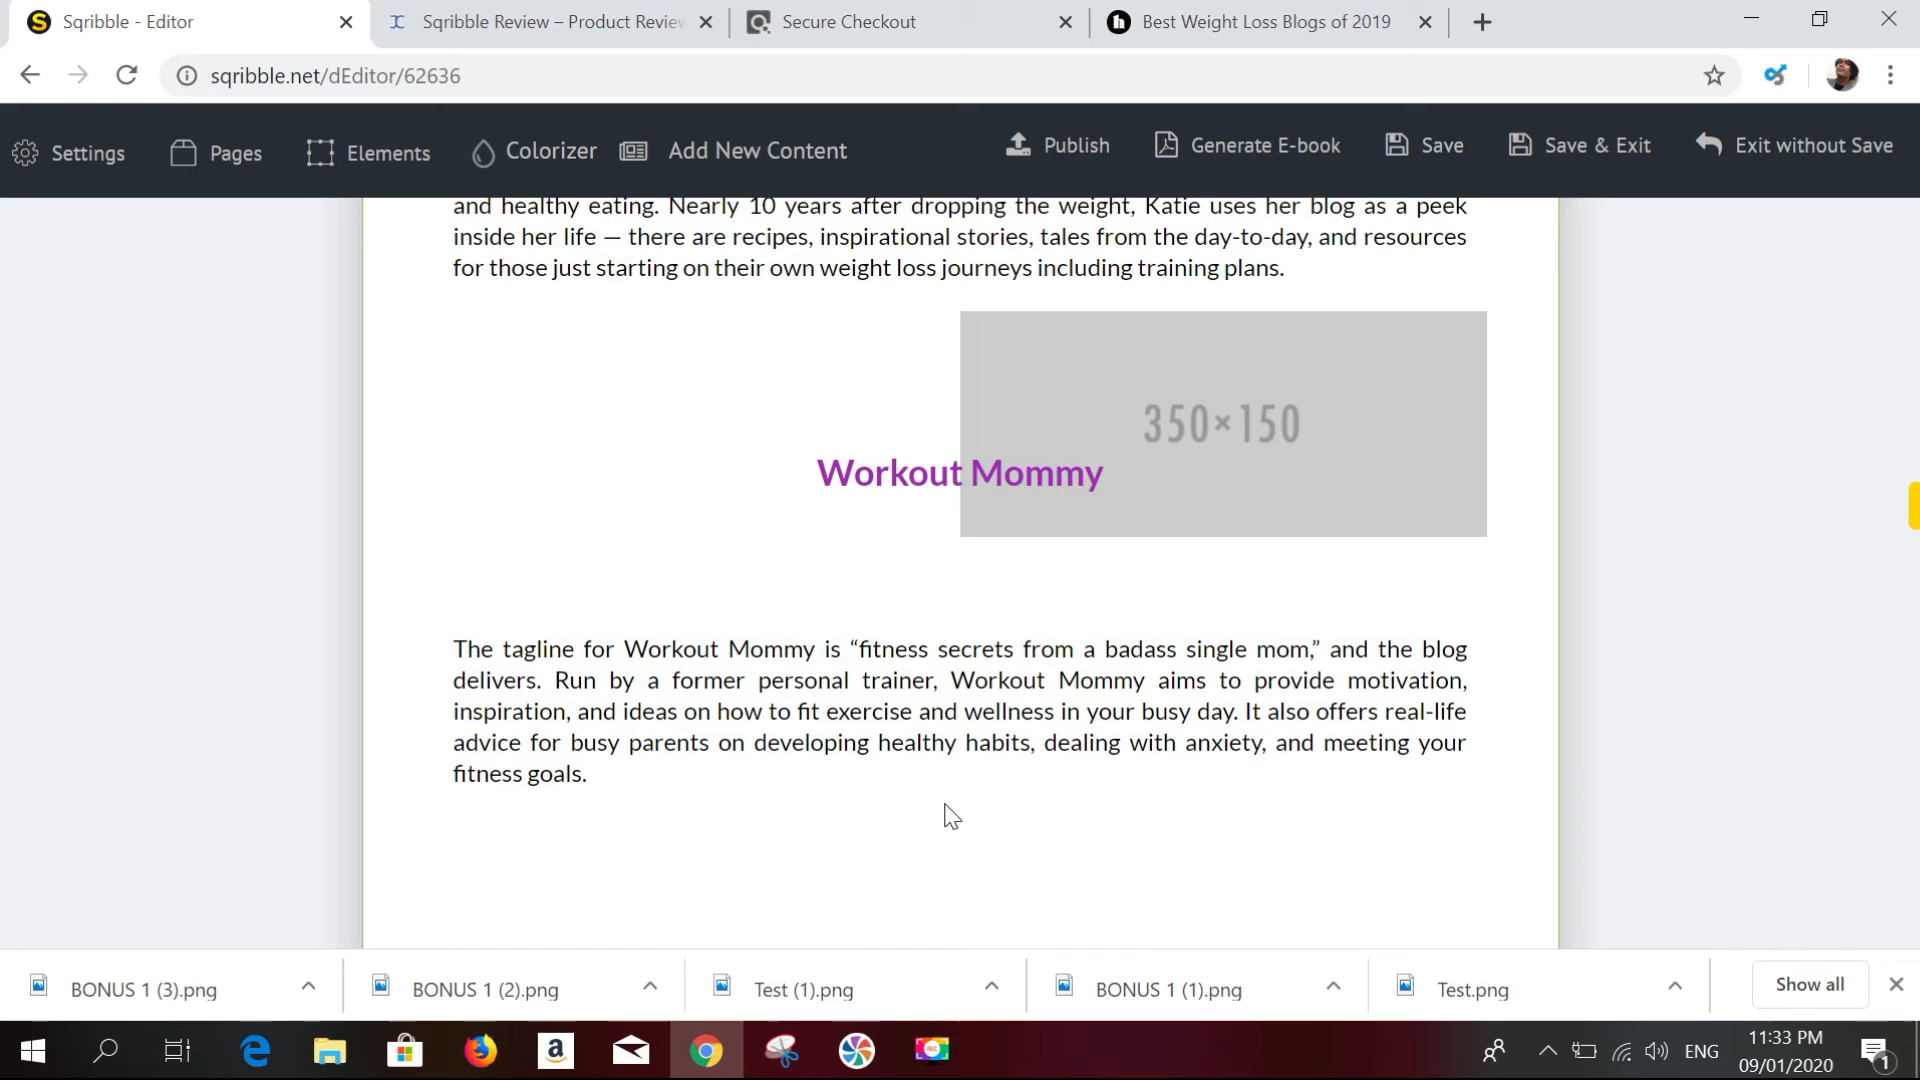 Sqribble - Editor
Sqribble Review – Product Review
Secure Checkout
Best Weight Loss Blogs of 2019
sqribble.net/dEditor/62636
Settings
Pages
Elements
Colorizer
Add New Content
Publish
Generate E-book
Save
Save & Exit
Exit without Save
and healthy eating. Nearly 10 years after dropping the weight, Katie uses her blog as a peek
inside her life — there are recipes, inspirational stories, tales from the day-to-day, and resources
for those just starting on their own weight loss journeys including training plans.
350×150
Workout Mommy
The tagline for Workout Mommy is “fitness secrets from a badass single mom,” and the blog
delivers. Run by a former personal trainer, Workout Mommy aims to provide motivation,
inspiration, and ideas on how to fit exercise and wellness in your busy day. It also offers real-life
advice for busy parents on developing healthy habits, dealing with anxiety, and meeting your
fitness goals.
BONUS 1 (3).png
BONUS 1 (2).png
Test (1).png
BONUS 1 (1).png
Test.png
Show all
ENG
11:33 PM
09/01/2020
1